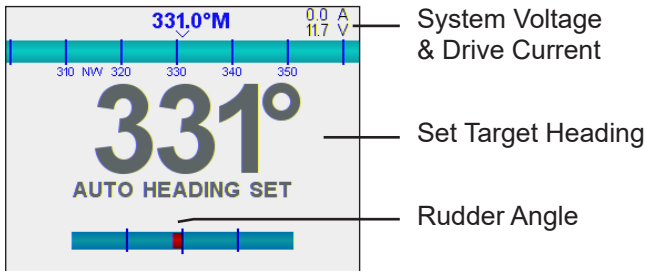 331.0°M
0.0 A
11.7 V
System Voltage
& Drive Current
310 NW 320 330 340 350
331°
Set Target Heading
AUTO HEADING SET
Rudder Angle